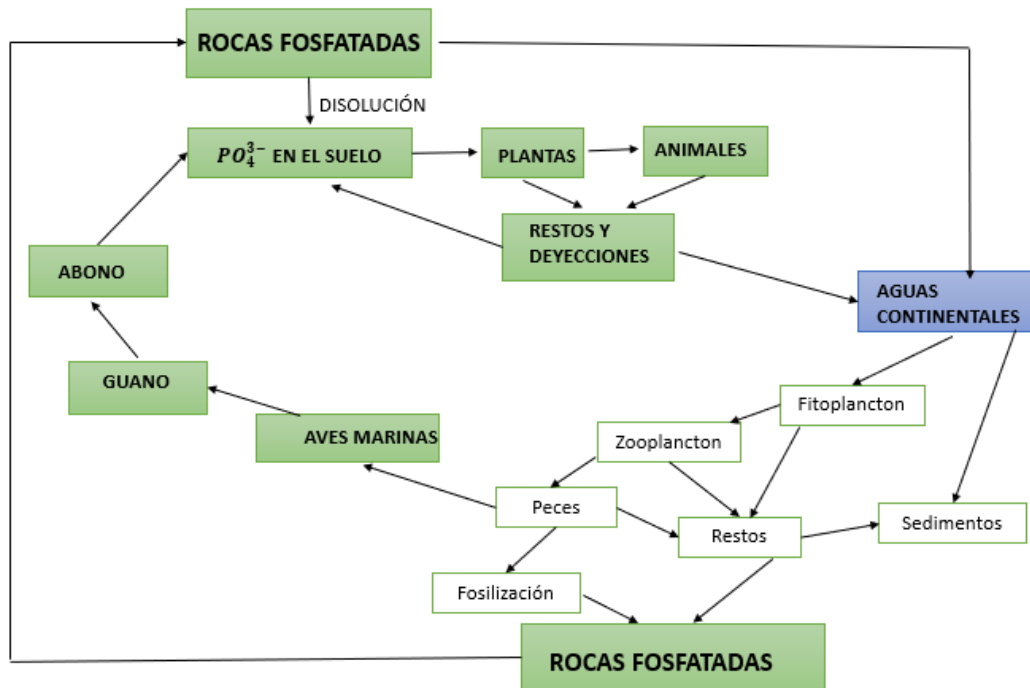 ROCAS FOSFATADAS
DISOLUCIÓN
PO₄³⁻ EN EL SUELO
PLANTAS
ANIMALES
RESTOS Y
DEYECCIONES
ABONO
AGUAS
CONTINENTALES
GUANO
Fitoplancton
AVES MARINAS
Zooplancton
Peces
Restos
Sedimentos
Fosilización
ROCAS FOSFATADAS